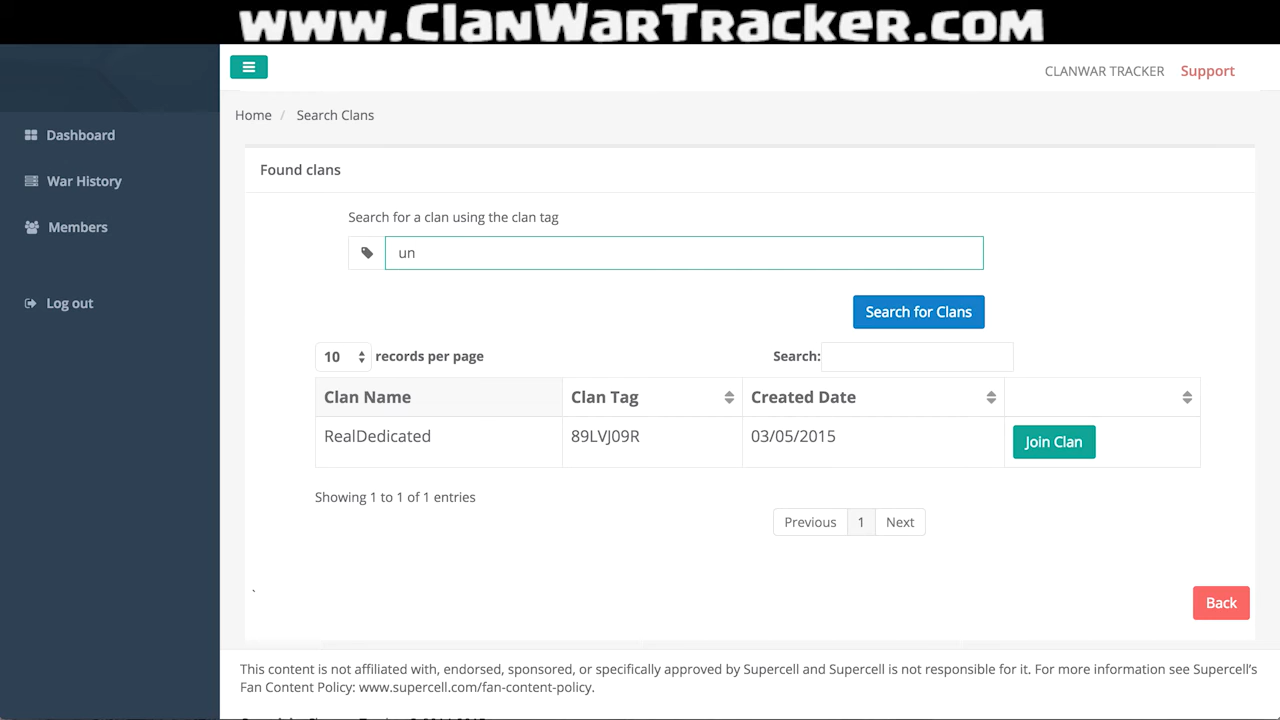 www.ClanWarTracker.com
CLANWAR TRACKER Support
Home / Search Clans
Dashboard
War History
Members
Log out
Found clans
Search for a clan using the clan tag
un
Search for Clans
10 records per page Search:
Clan Name Clan Tag Created Date
RealDedicated 89LVJ09R 03/05/2015 Join Clan
Showing 1 to 1 of 1 entries
Previous 1 Next
`
Back
This content is not affiliated with, endorsed, sponsored, or specifically approved by Supercell and Supercell is not responsible for it. For more information see Supercell's
Fan Content Policy: www.supercell.com/fan-content-policy.